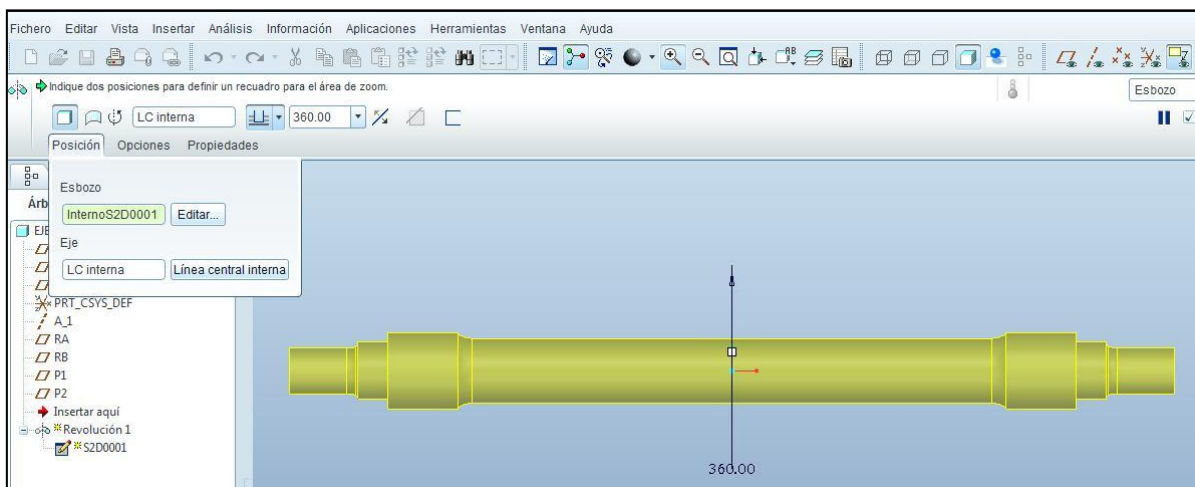 Fichero Editar Vista Insertar Análisis Información Aplicaciones Herramientas Ventana Ayuda
Indique dos posiciones para definir un recuadro para el área de zoom.
Esbozo
LC interna 360.00
Posición Opciones Propiedades
Esbozo
InternoS2D0001 Editar...
Eje
LC interna Línea central interna
PRT_CSYS_DEF
A_1
RA
RB
P1
P2
Insertar aquí
Revolución 1
S2D0001
360.00